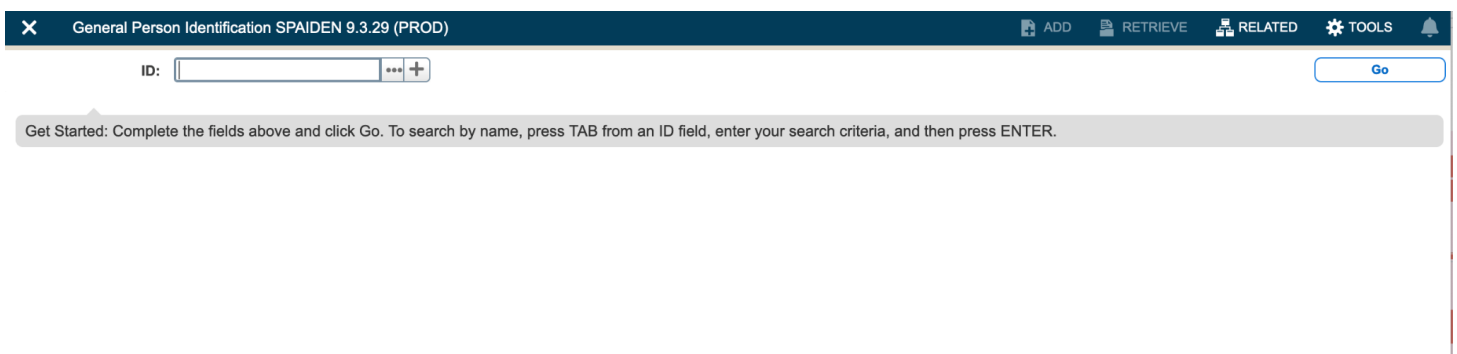 General Person Identification SPAIDEN 9.3.29 (PROD) ADD RETRIEVE RELATED TOOLS
ID: Go
Get Started: Complete the fields above and click Go. To search by name, press TAB from an ID field, enter your search criteria, and then press ENTER.